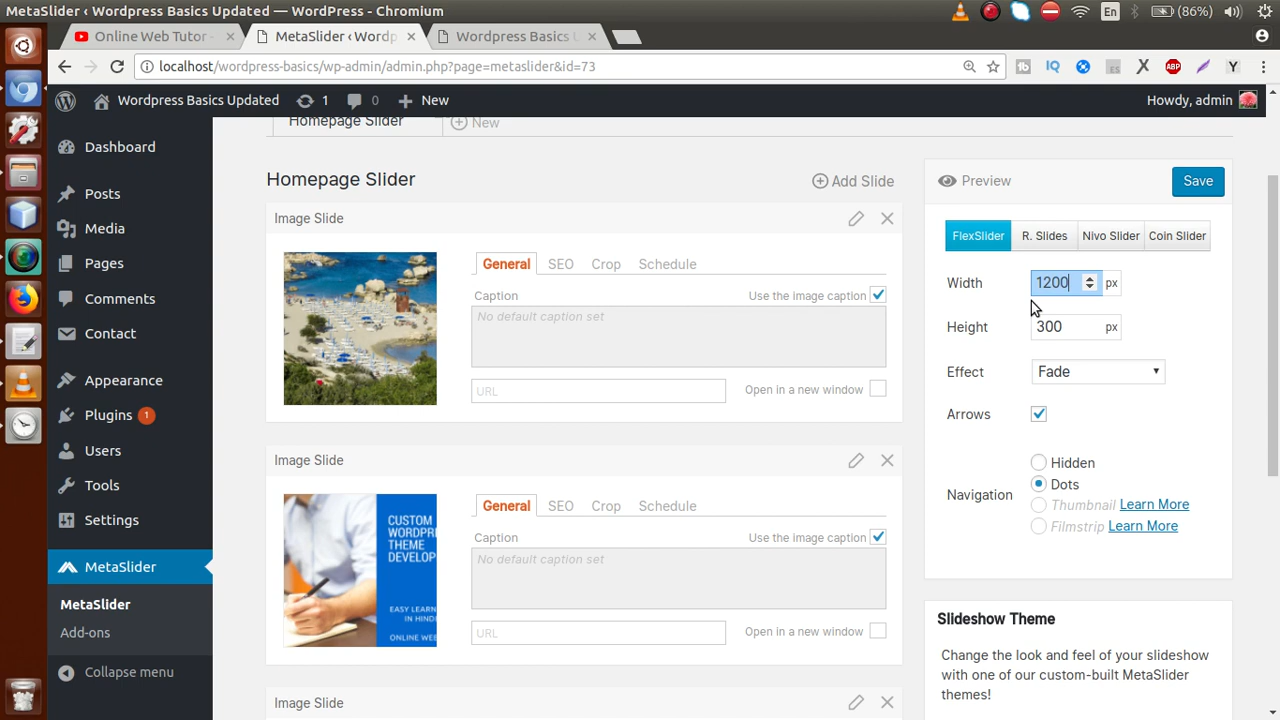 MetaSlider ‹ Wordpress Basics Updated — WordPress - Chromium
En
(86%)
Online Web Tutor -
MetaSlider ‹ Wordp
Wordpress Basics U
localhost/wordpress-basics/wp-admin/admin.php?page=metaslider&id=73
Wordpress Basics Updated
1
0
New
Howdy, admin
Homepage Slider
New
Dashboard
Posts
Media
Pages
Comments
Contact
Appearance
Plugins 1
Users
Tools
Settings
MetaSlider
MetaSlider
Add-ons
Collapse menu
Homepage Slider
Add Slide
Image Slide
General SEO Crop Schedule
Caption
Use the image caption
No default caption set
URL
Open in a new window
Image Slide
CUSTOM
WORDPR
THEME
DEVELOP
EASY LEARN
IN HINDI
ONLINE WEB
General SEO Crop Schedule
Caption
Use the image caption
No default caption set
URL
Open in a new window
Image Slide
Preview
Save
FlexSlider R. Slides Nivo Slider Coin Slider
Width 1200 px
Height 300 px
Effect Fade
Arrows
Navigation
Hidden
Dots
Thumbnail Learn More
Filmstrip Learn More
Slideshow Theme
Change the look and feel of your slideshow
with one of our custom-built MetaSlider
themes!